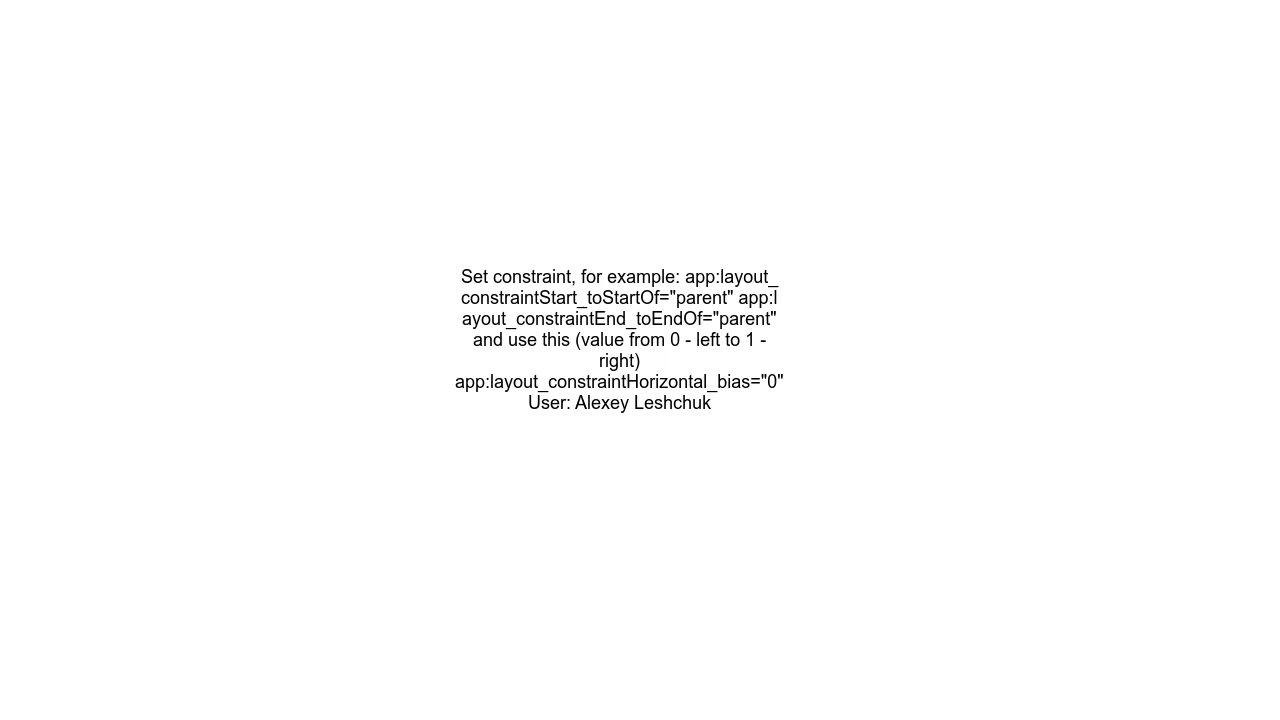 Set constraint, for example: app:layout_
constraintStart_toStartOf="parent" app:l
ayout_constraintEnd_toEndOf="parent"
and use this (value from 0 - left to 1 -
right)
app:layout_constraintHorizontal_bias="0"
User: Alexey Leshchuk